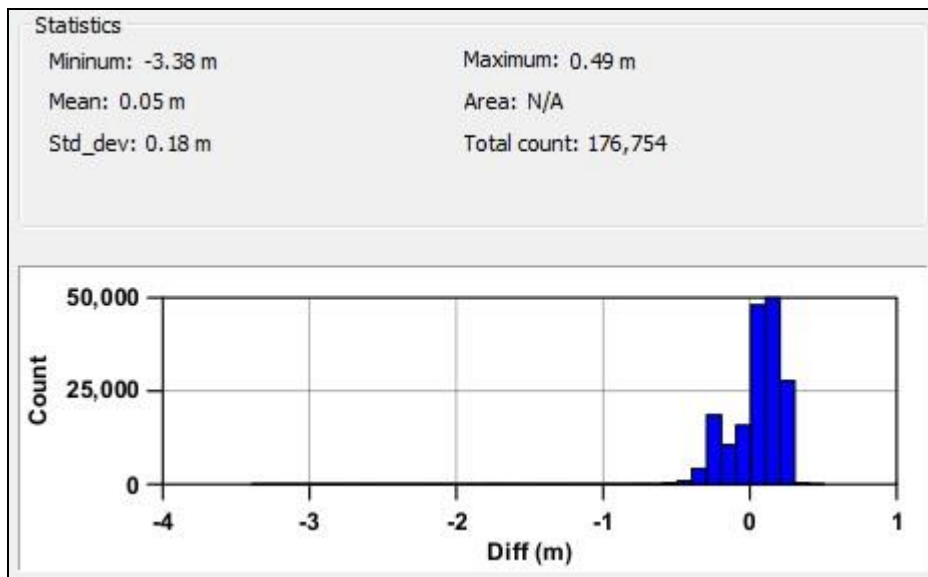 Statistics
Mininum: -3.38 m Maximum: 0.49 m
Mean: 0.05 m Area: N/A
Std_dev: 0.18 m Total count: 176,754
50,000
25,000
0
Count
-4 -3 -2 -1 0 1
Diff (m)